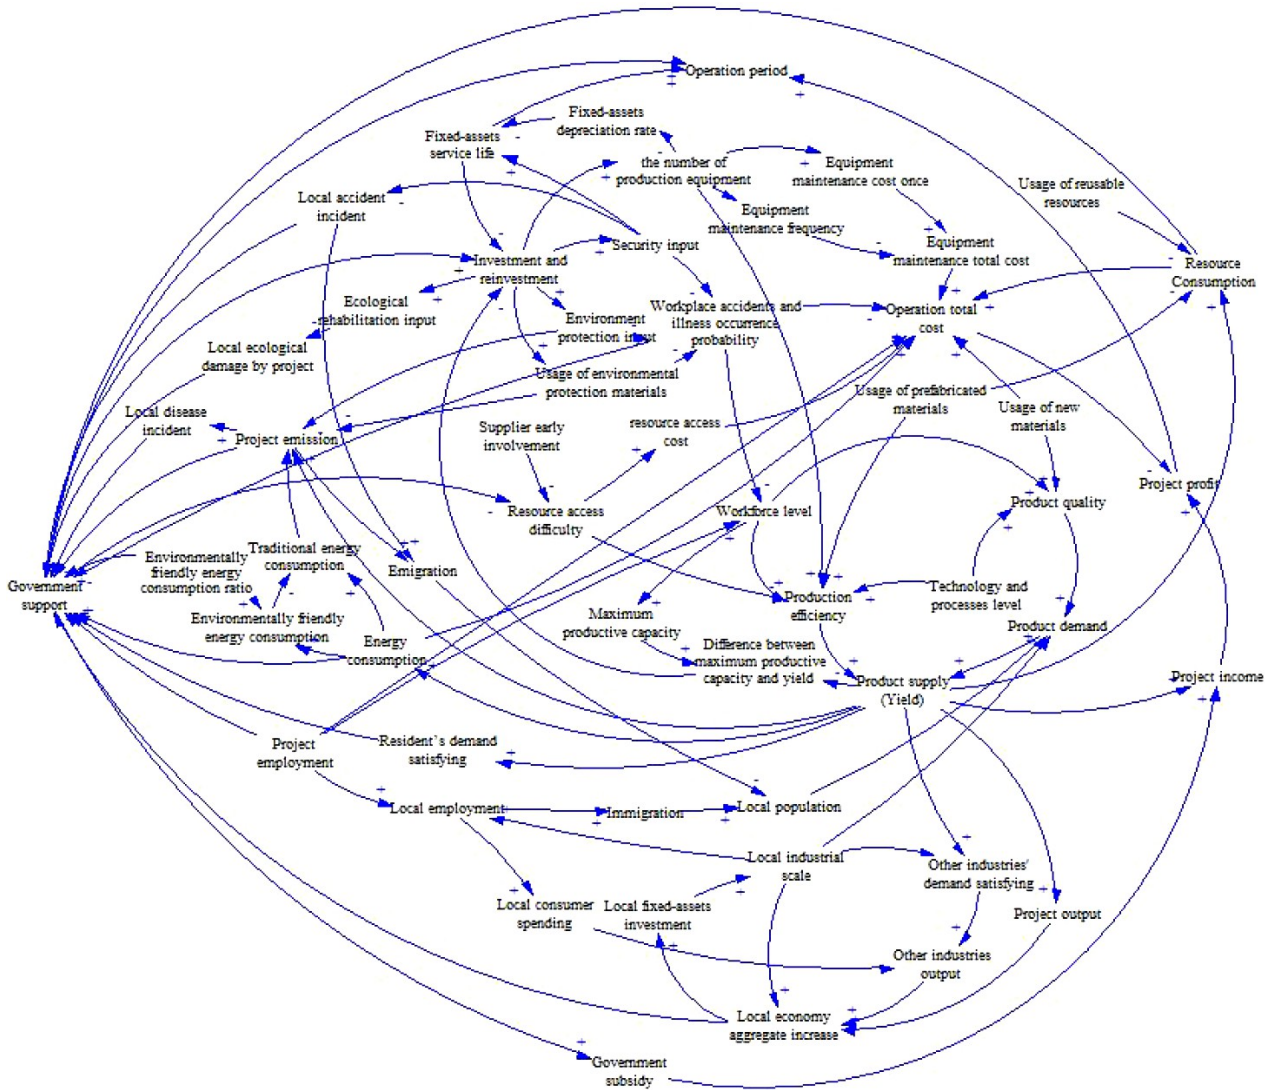 Operation period
Fixed-assets
depreciation rate
Fixed-assets
service life
the number of
production equipment
Equipment
maintenance cost once
Usage of reusable
resources
Local accident
incident
Equipment
maintenance frequency
Security input
Equipment
maintenance total cost
Investment and
reinvestment
Resource
Consumption
Ecological
rehabilitation input
Workplace accidents and
illness occurrence
probability
Operation total
cost
Environment
protection input
Local ecological
damage by project
Usage of environmental
protection materials
Usage of prefabricated
materials
Usage of new
materials
Local disease
incident
Project emission
Supplier early
involvement
resource access
cost
Project profit
Product quality
Resource access
difficulty
Workforce level
Environmentally
friendly energy
consumption ratio
Traditional energy
consumption
Emigration
Government
support
Technology and
processes level
Production
efficiency
Environmentally friendly
energy consumption
Maximum
productive capacity
Product demand
Energy
consumption
Difference between
maximum productive
capacity and yield
Product supply
(Yield)
Project income
Project
employment
Resident's demand
satisfying
Local employment
Immigration
Local population
Local industrial
scale
Other industries'
demand satisfying
Local consumer
spending
Local fixed-assets
investment
Project output
Other industries
output
Local economy
aggregate increase
Government
subsidy